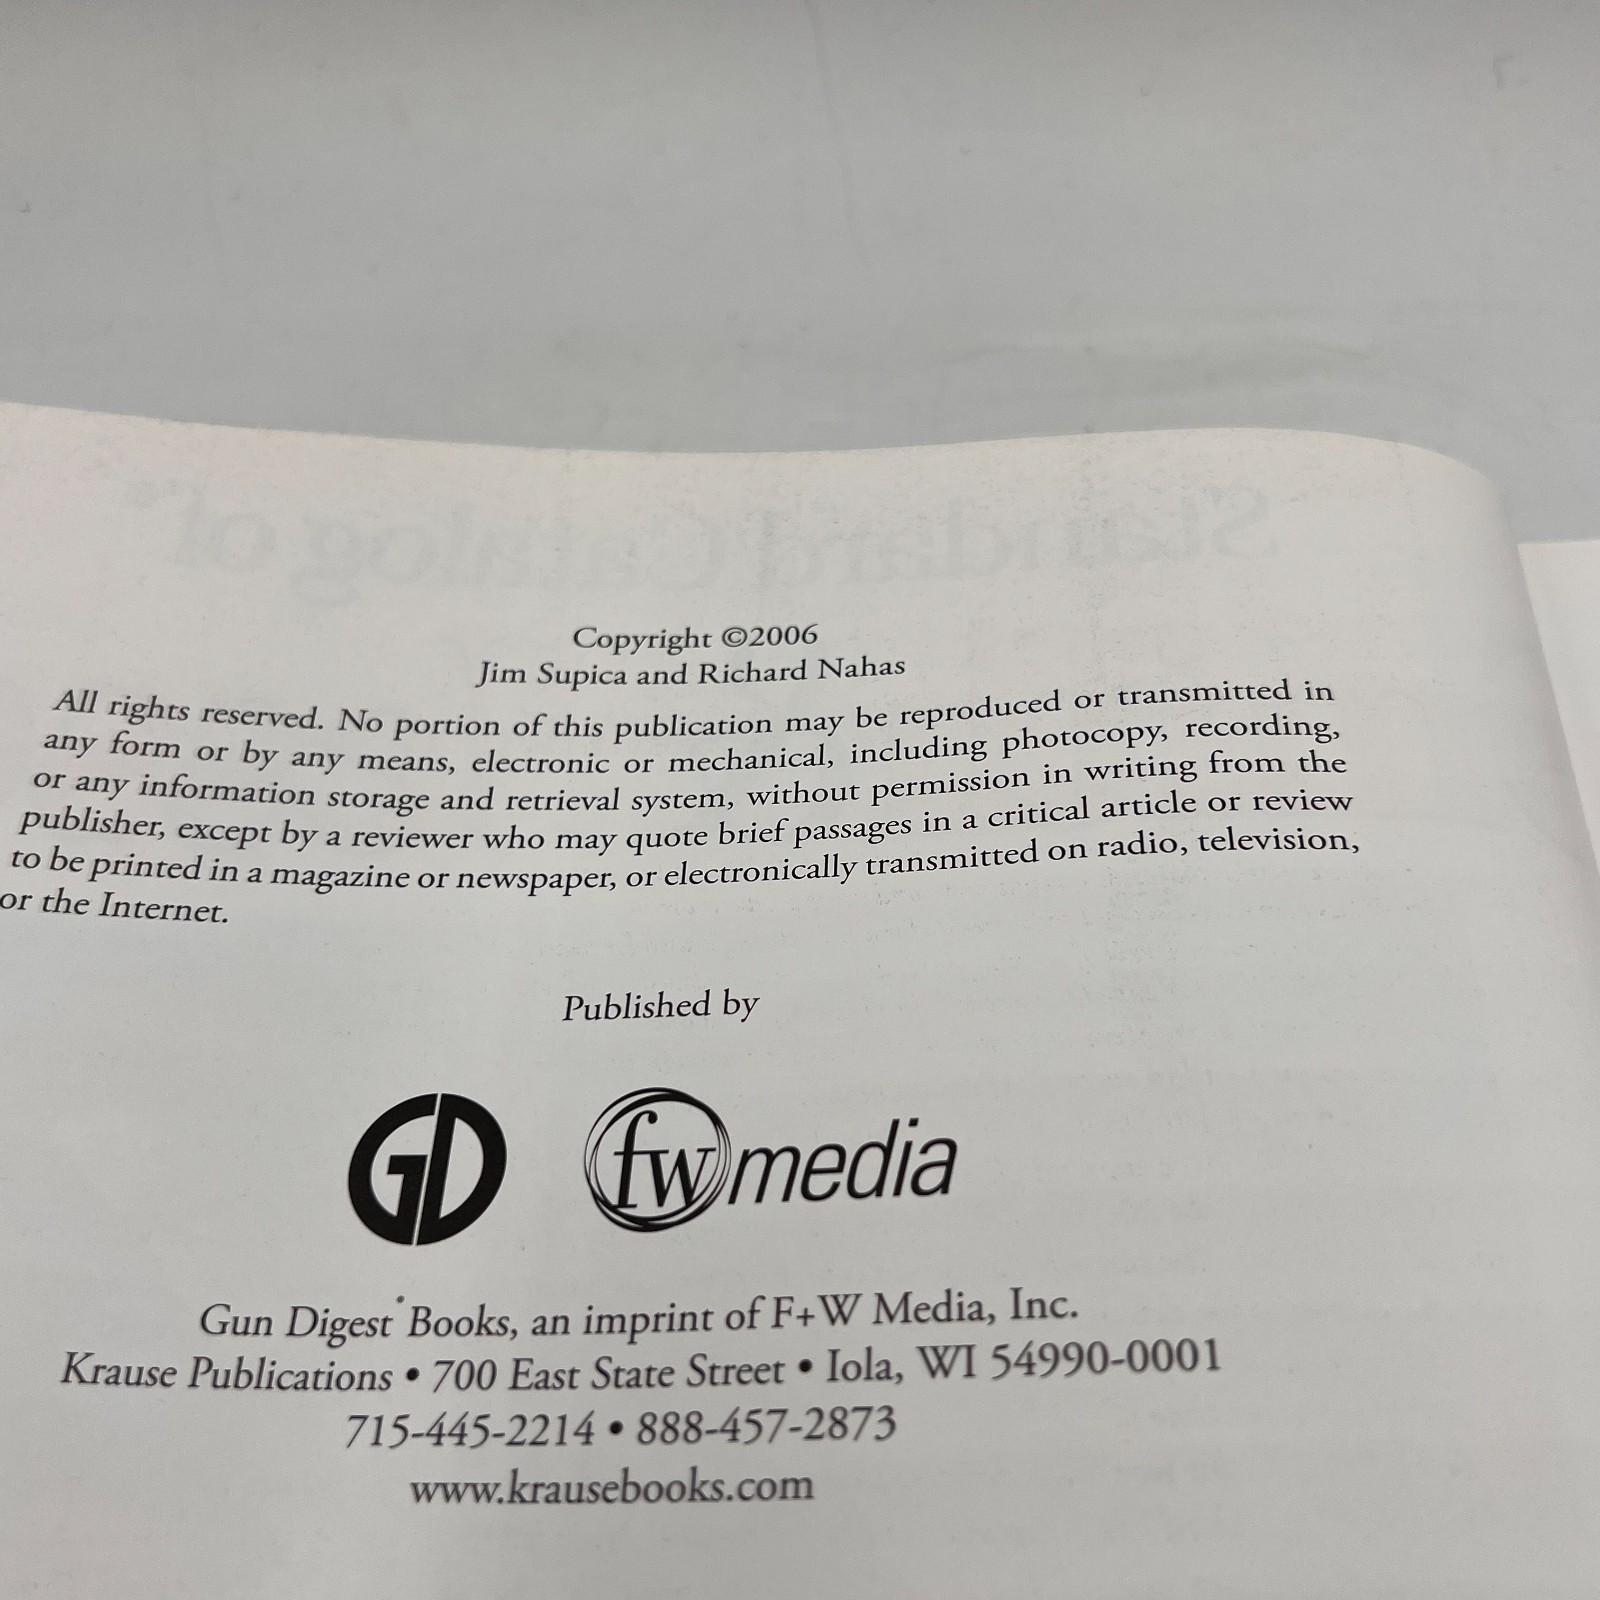 Standard Catalog of
Copyright ©2006
Jim Supica and Richard Nahas
All rights reserved. No portion of this publication may be reproduced or transmitted in
any form or by any means, electronic or mechanical, including photocopy, recording,
or any information storage and retrieval system, without permission in writing from the
publisher, except by a reviewer who may quote brief passages in a critical article or review
to be printed in a magazine or newspaper, or electronically transmitted on radio, television,
or the Internet.
Published by
GD fw media
Gun Digest® Books, an imprint of F+W Media, Inc.
Krause Publications • 700 East State Street • Iola, WI 54990-0001
715-445-2214 • 888-457-2873
www.krausebooks.com